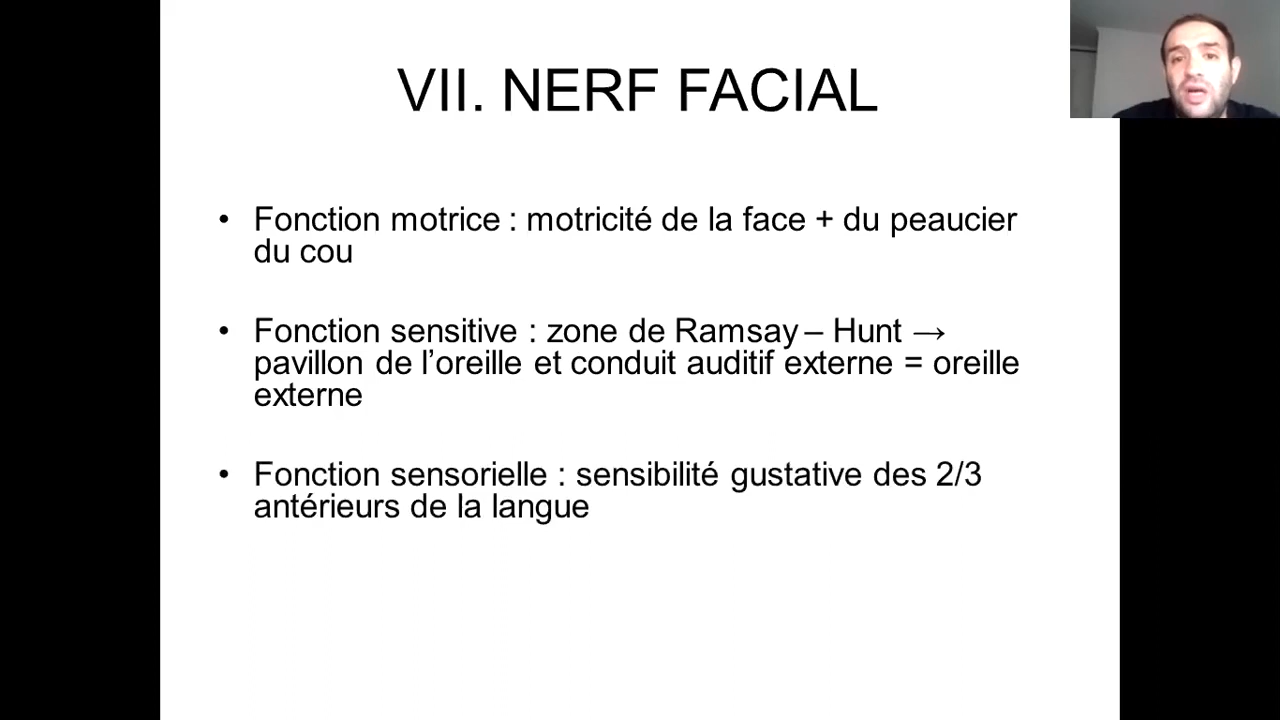 VII. NERF FACIAL
• Fonction motrice : motricité de la face + du peaucier
du cou
• Fonction sensitive : zone de Ramsay – Hunt →
pavillon de l’oreille et conduit auditif externe = oreille
externe
• Fonction sensorielle : sensibilité gustative des 2/3
antérieurs de la langue